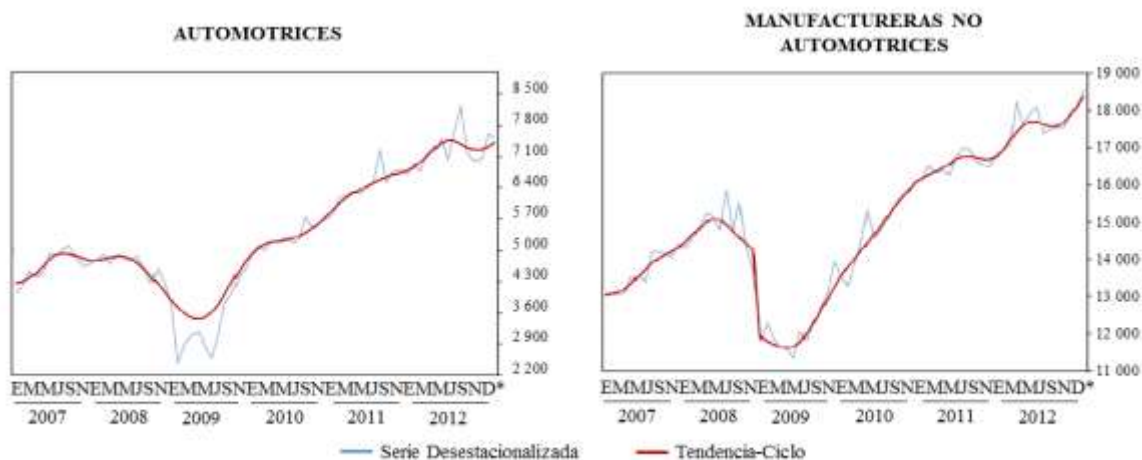 AUTOMOTRICES
8 500
7 800
7 100
6 400
5 700
5 000
4 300
3 600
2 900
2 200
EMMJSNEMMJSNEMMJSNEMMJSNEMMJSNEMMJSND*
2007 2008 2009 2010 2011 2012
MANUFACTURERAS NO
AUTOMOTRICES
19 000
18 000
17 000
16 000
15 000
14 000
13 000
12 000
11 000
EMMJSNEMMJSNEMMJSNEMMJSNEMMJSNEMMJSND*
2007 2008 2009 2010 2011 2012
Serie Desestacionalizada Tendencia-Ciclo